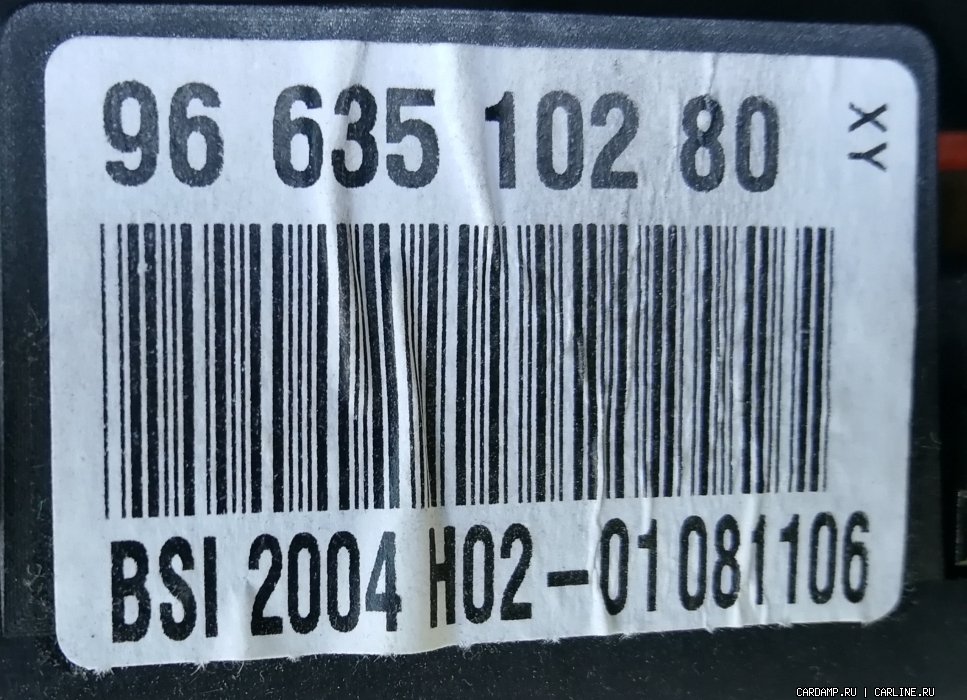 96 635 102 80
XY
BSI 2004 H02-01 081106
CARDAMP.RU | CARLINE.RU